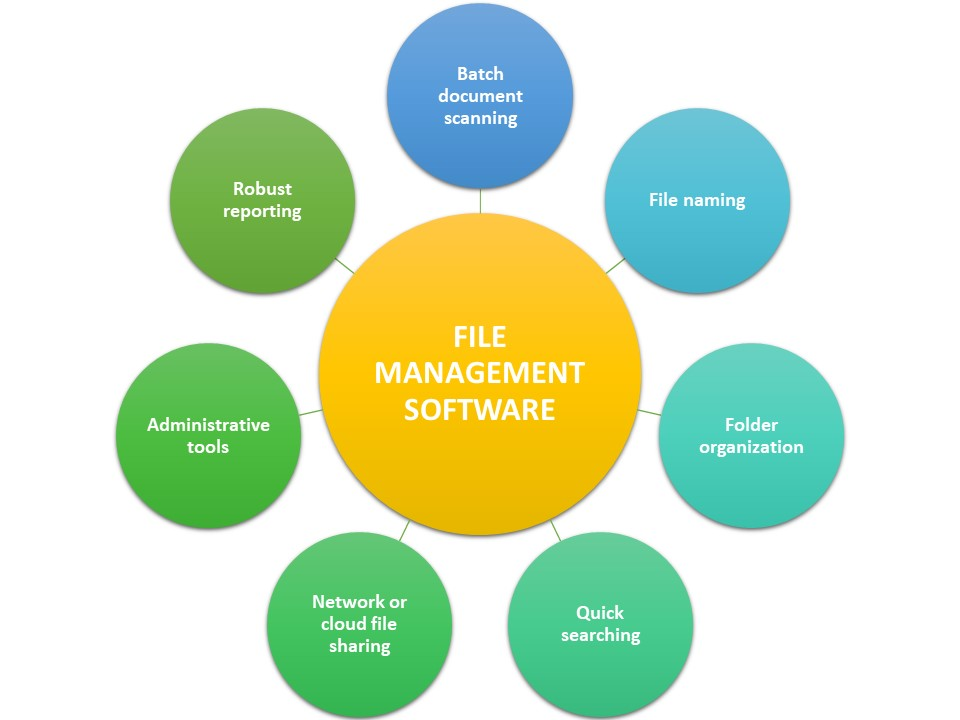 Batch
document
scanning
File naming
Folder
organization
Quick
searching
Network or
cloud file
sharing
Administrative
tools
Robust
reporting
FILE
MANAGEMENT
SOFTWARE